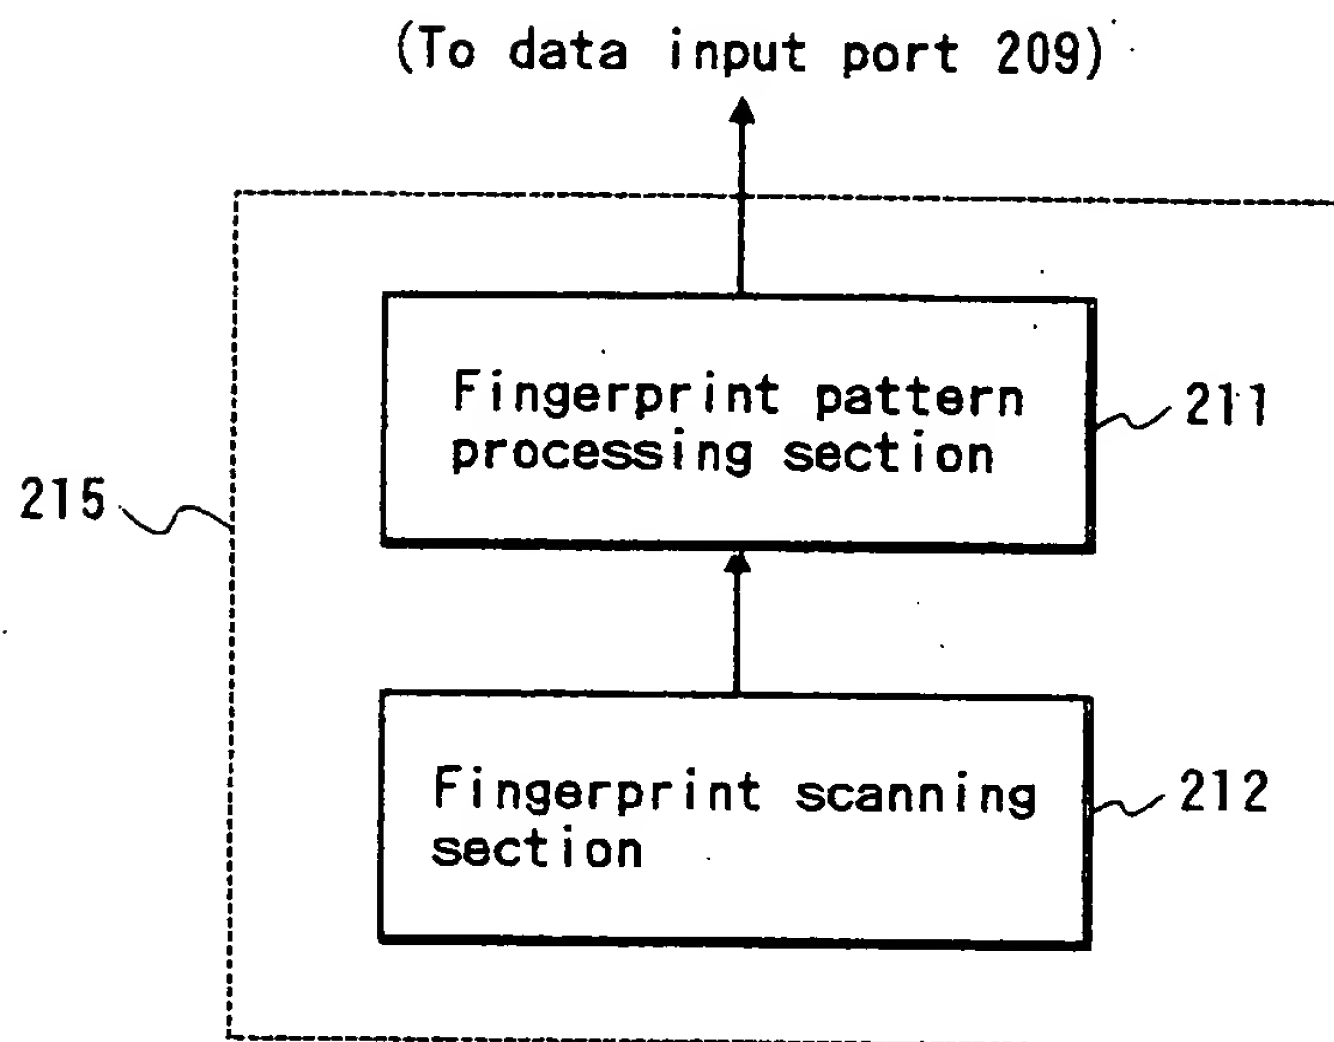 (To data input port 209)
Fingerprint pattern
processing section
211
215
Fingerprint scanning
section
212